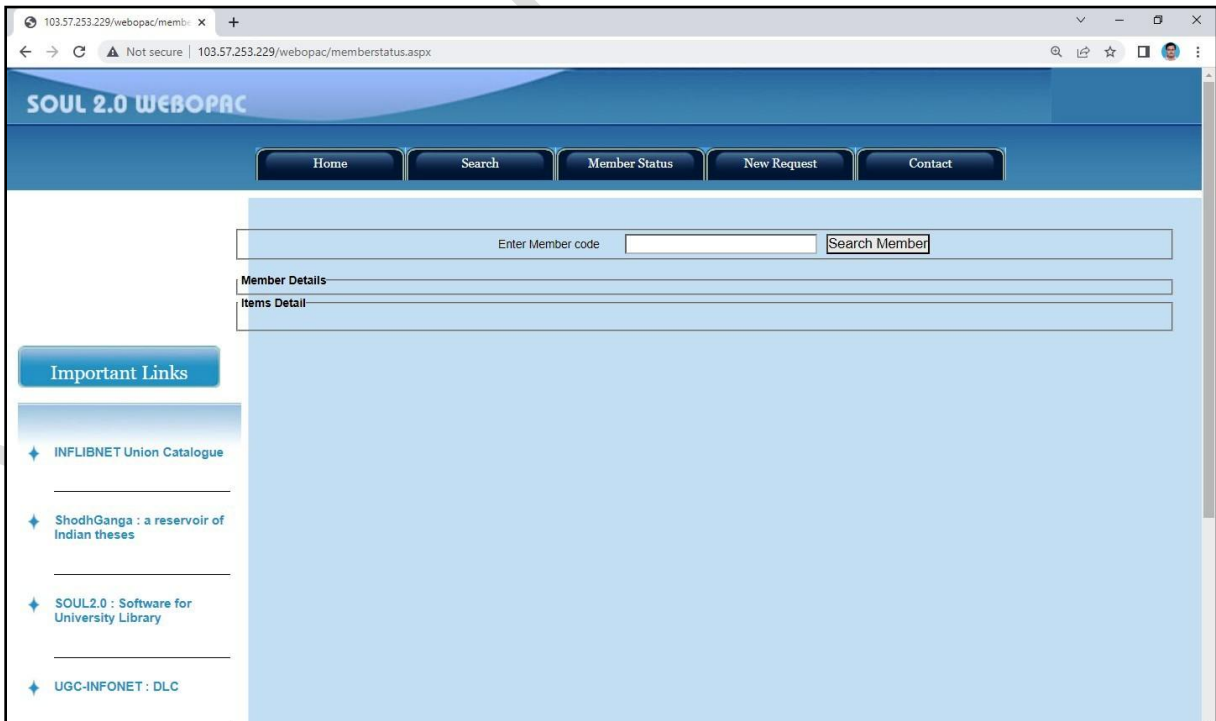 103.57.253.229/webopac/membe
Not secure | 103.57.253.229/webopac/memberstatus.aspx
SOUL 2.0 WEBOPAC
Home Search Member Status New Request Contact
Enter Member code Search Member
Member Details
Items Detail
Important Links
INFLIBNET Union Catalogue
ShodhGanga : a reservoir of
Indian theses
SOUL2.0 : Software for
University Library
UGC-INFONET : DLC